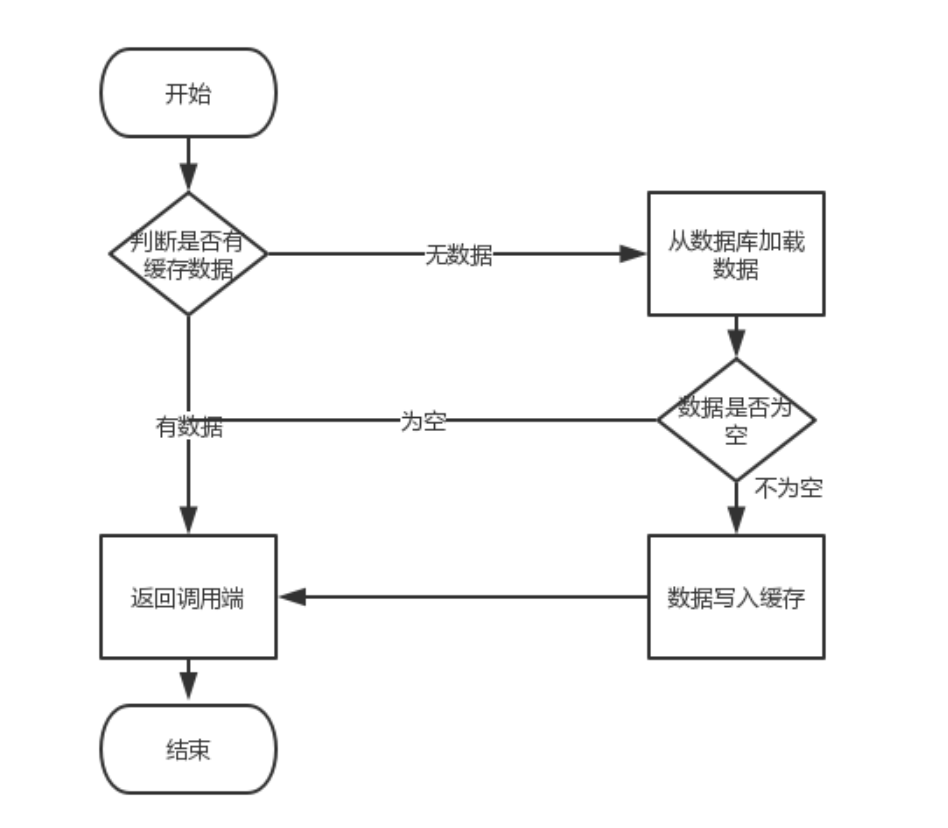 开始
判断是否有
缓存数据
无数据
从数据库加载
数据
有数据
为空
数据是否为
空
不为空
返回调用端
数据写入缓存
结束